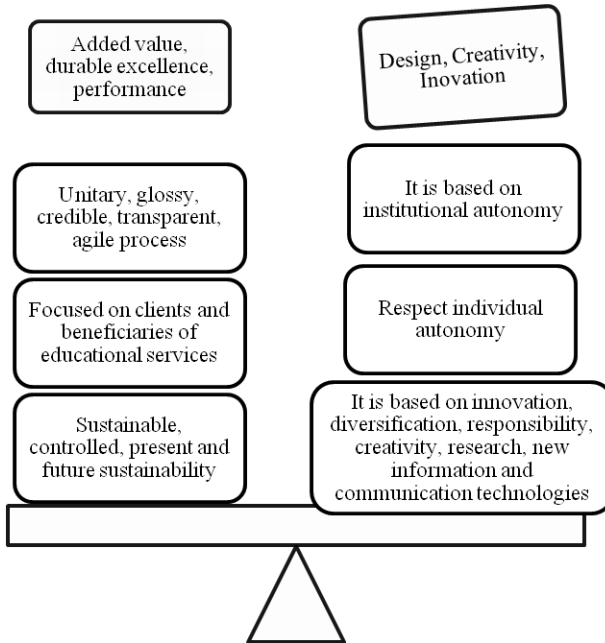 Added value,
durable excellence,
performance
Design, Creativity,
Inovation
Unitary, glossy,
credible, transparent,
agile process
It is based on
institutional autonomy
Focused on clients and
beneficiaries of
educational services
Respect individual
autonomy
Sustainable,
controlled, present and
future sustainability
It is based on innovation,
diversification, responsibility,
creativity, research, new
information and
communication technologies